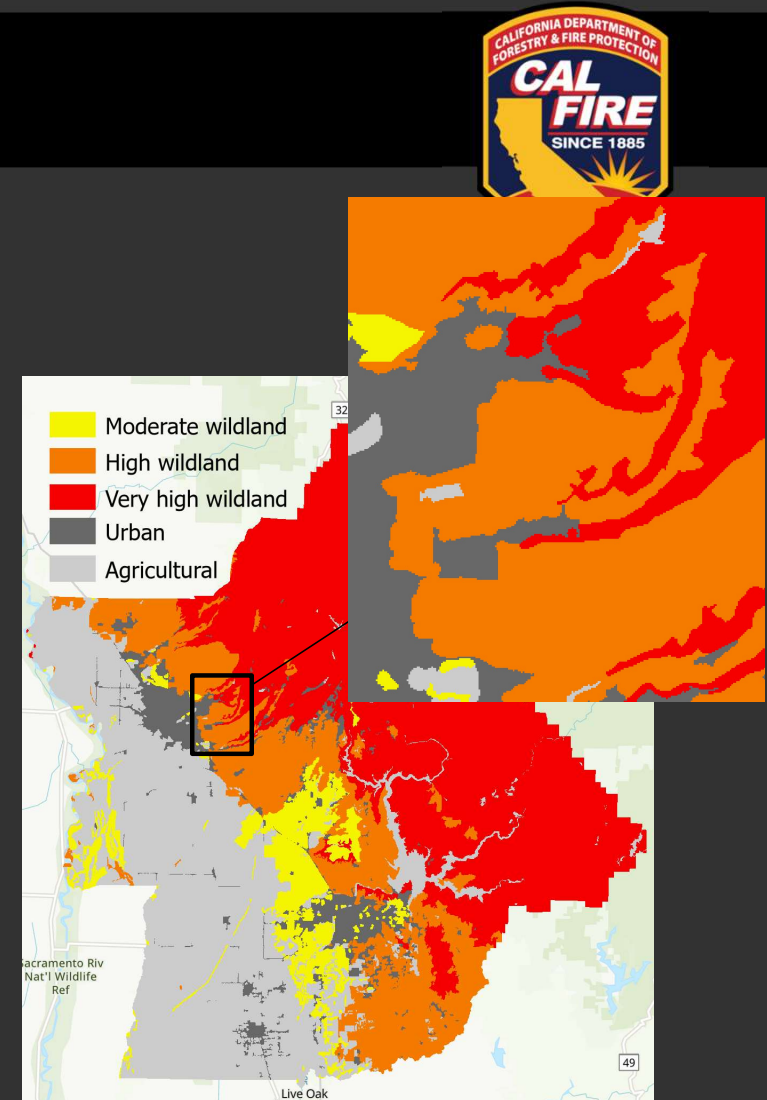 CALIFORNIA DEPARTMENT OF
FORESTRY & FIRE PROTECTION
CAL
FIRE
SINCE 1885
32
Moderate wildland
High wildland
Very high wildland
Urban
Agricultural
Sacramento Riv
Nat'l Wildlife
Ref
49
Live Oak